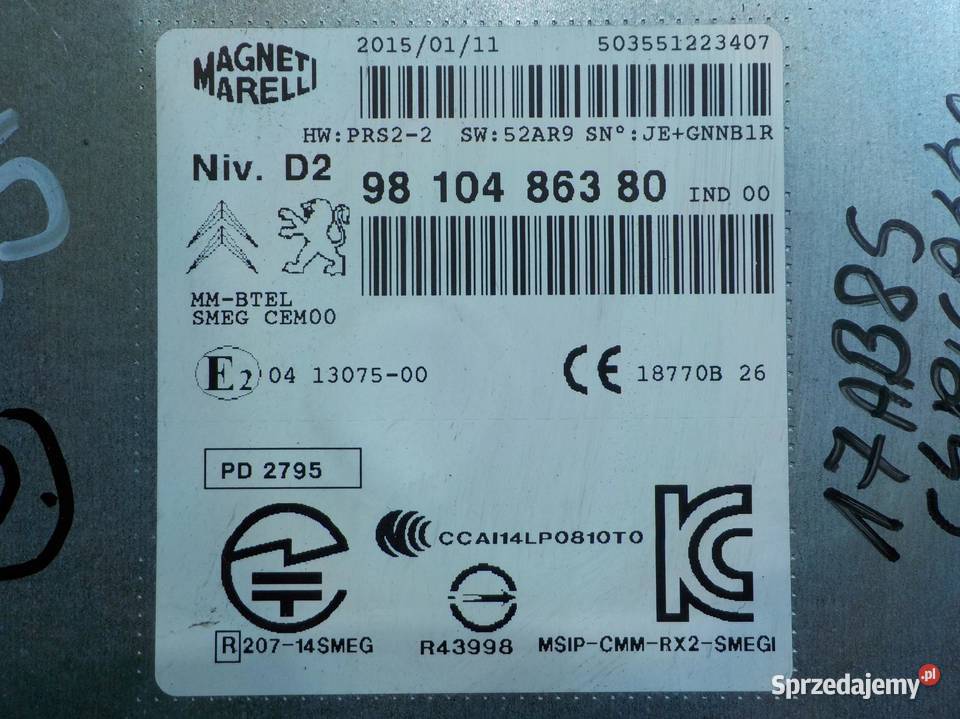 MAGNETI
MARELLI
2015/01/11 503551223407
HW:PRS2-2 SW:52AR9 SN°:JE+GNNB1R
Niv. D2
98 104 863 80 IND 00
MM-BTEL
SMEG CEM00
E2 04 13075-00
CE 18770B 26
PD 2795
CCAI14LP0810T0
R 207-14SMEG
R43998
MSIP-CMM-RX2-SMEGI
17AB85
Sprzedajemy.pl